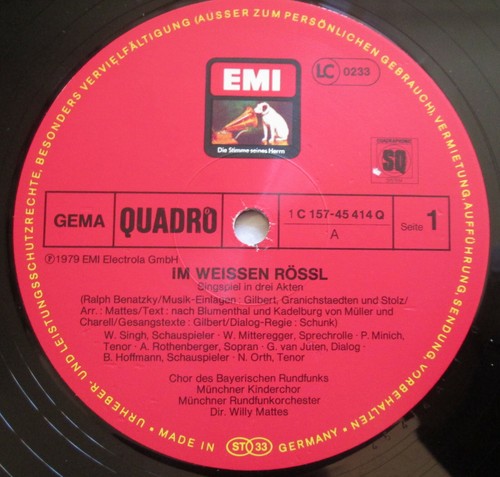 URHEBER- UND LEISTUNGSSCHUTZRECHTE, BESONDERS VERVIELFÄLTIGUNG (AUSSER ZUM PERSÖNLICHEN GEBRAUCH), VERMIETUNG, AUFFÜHRUNG, SENDUNG, VORBEHALTEN •
EMI
LC 0233
Die Stimme seines Herrn
SQ
GEMA QUADRO 1 C 157-45 414 Q Seite 1
A
Ⓟ 1979 EMI Electrola GmbH
IM WEISSEN RÖSSL
Singspiel in drei Akten
(Ralph Benatzky/Musik-Einlagen: Gilbert, Granichstaedten und Stolz/
Arr.: Mattes/Text: nach Blumenthal und Kadelburg von Müller und
Charell/Gesangstexte: Gilbert/Dialog-Regie: Schunk)
W. Singh, Schauspieler - W. Mitteregger, Sprechrolle - P. Minich,
Tenor - A. Rothenberger, Sopran - G. van Juten, Dialog -
B. Hoffmann, Schauspieler - N. Orth, Tenor
Chor des Bayerischen Rundfunks
Münchner Kinderchor
Münchner Rundfunkorchester
Dir. Willy Mattes
• MADE IN ST 33 GERMANY •